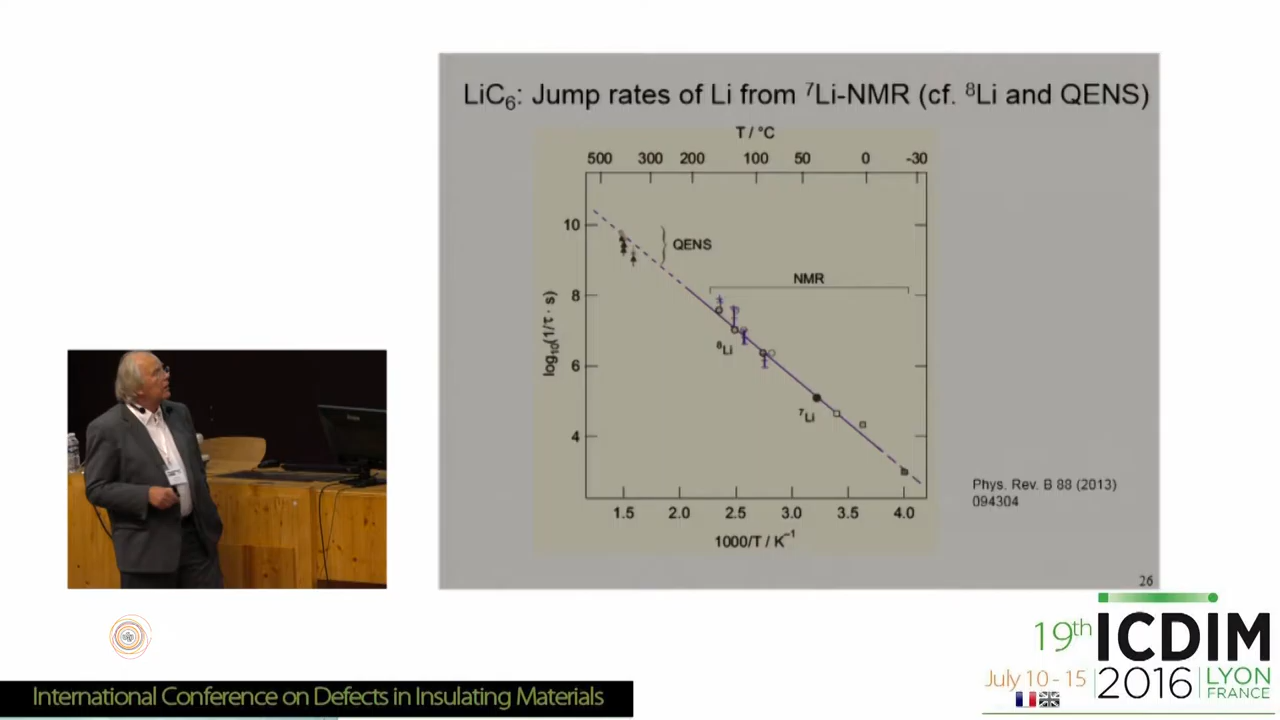 LiC₆: Jump rates of Li from ⁷Li-NMR (cf. ⁸Li and QENS)
T / °C
500 300 200 100 50 0 -30
10
QENS
NMR
8
⁸Li
6
⁷Li
4
log₁₀(1/τ · s)
1.5 2.0 2.5 3.0 3.5 4.0
1000/T / K⁻¹
Phys. Rev. B 88 (2013)
094304
26
19th ICDIM
July 10 - 15 2016 LYON
FRANCE
International Conference on Defects in Insulating Materials